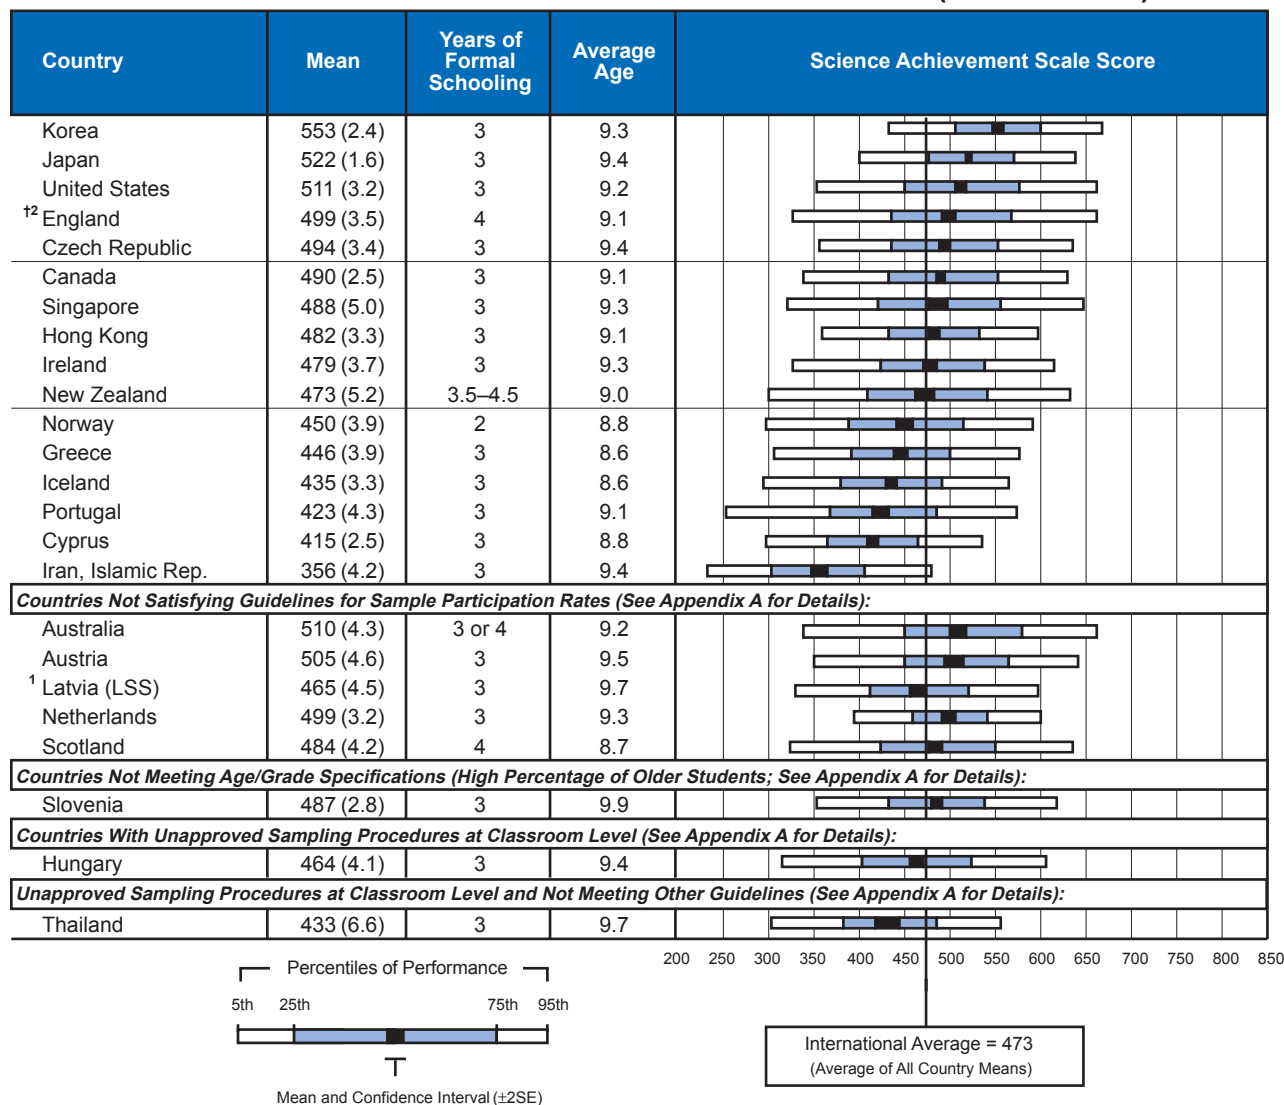 Country Mean Years of Formal Schooling Average Age Science Achievement Scale Score
Korea 553 (2.4) 3 9.3
Japan 522 (1.6) 3 9.4
United States 511 (3.2) 3 9.2
†2 England 499 (3.5) 4 9.1
Czech Republic 494 (3.4) 3 9.4
Canada 490 (2.5) 3 9.1
Singapore 488 (5.0) 3 9.3
Hong Kong 482 (3.3) 3 9.1
Ireland 479 (3.7) 3 9.3
New Zealand 473 (5.2) 3.5–4.5 9.0
Norway 450 (3.9) 2 8.8
Greece 446 (3.9) 3 8.6
Iceland 435 (3.3) 3 8.6
Portugal 423 (4.3) 3 9.1
Cyprus 415 (2.5) 3 8.8
Iran, Islamic Rep. 356 (4.2) 3 9.4
Countries Not Satisfying Guidelines for Sample Participation Rates (See Appendix A for Details):
Australia 510 (4.3) 3 or 4 9.2
Austria 505 (4.6) 3 9.5
1 Latvia (LSS) 465 (4.5) 3 9.7
Netherlands 499 (3.2) 3 9.3
Scotland 484 (4.2) 4 8.7
Countries Not Meeting Age/Grade Specifications (High Percentage of Older Students; See Appendix A for Details):
Slovenia 487 (2.8) 3 9.9
Countries With Unapproved Sampling Procedures at Classroom Level (See Appendix A for Details):
Hungary 464 (4.1) 3 9.4
Unapproved Sampling Procedures at Classroom Level and Not Meeting Other Guidelines (See Appendix A for Details):
Thailand 433 (6.6) 3 9.7
200 250 300 350 400 450 500 550 600 650 700 750 800 850
Percentiles of Performance
5th 25th 75th 95th
Mean and Confidence Interval (±2SE)
International Average = 473
(Average of All Country Means)